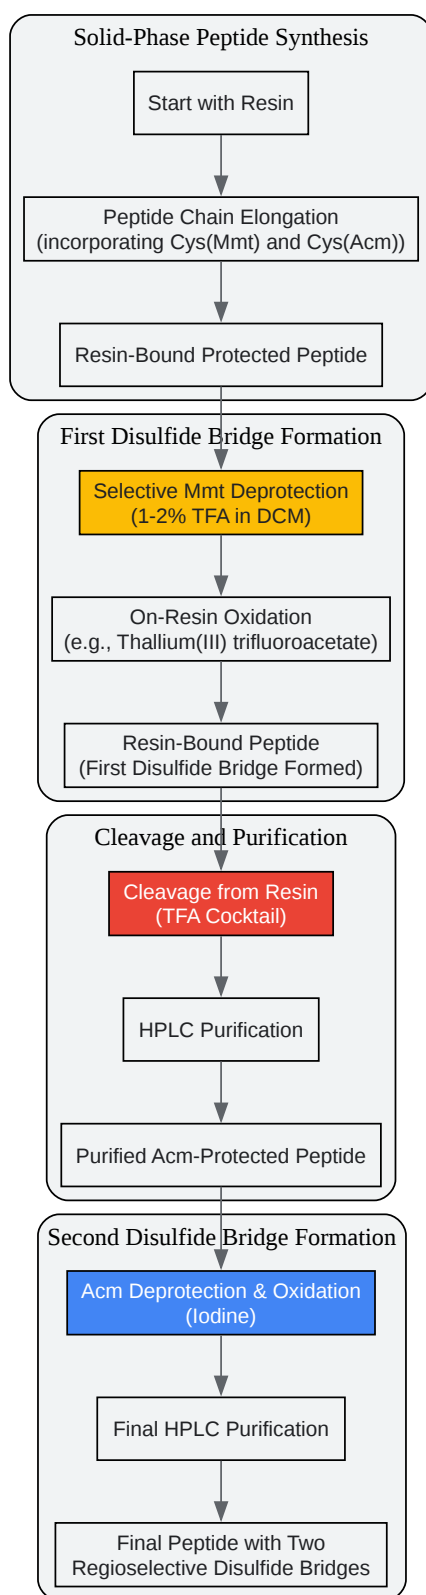 Solid-Phase Peptide Synthesis
Start with Resin
Peptide Chain Elongation
(incorporating Cys(Mmt) and Cys(Acm))
Resin-Bound Protected Peptide
First Disulfide Bridge Formation
Selective Mmt Deprotection
(1-2% TFA in DCM)
On-Resin Oxidation
(e.g., Thallium(III) trifluoroacetate)
Resin-Bound Peptide
(First Disulfide Bridge Formed)
Cleavage and Purification
Cleavage from Resin
(TFA Cocktail)
HPLC Purification
Purified Acm-Protected Peptide
Second Disulfide Bridge Formation
Acm Deprotection & Oxidation
(Iodine)
Final HPLC Purification
Final Peptide with Two
Regioselective Disulfide Bridges